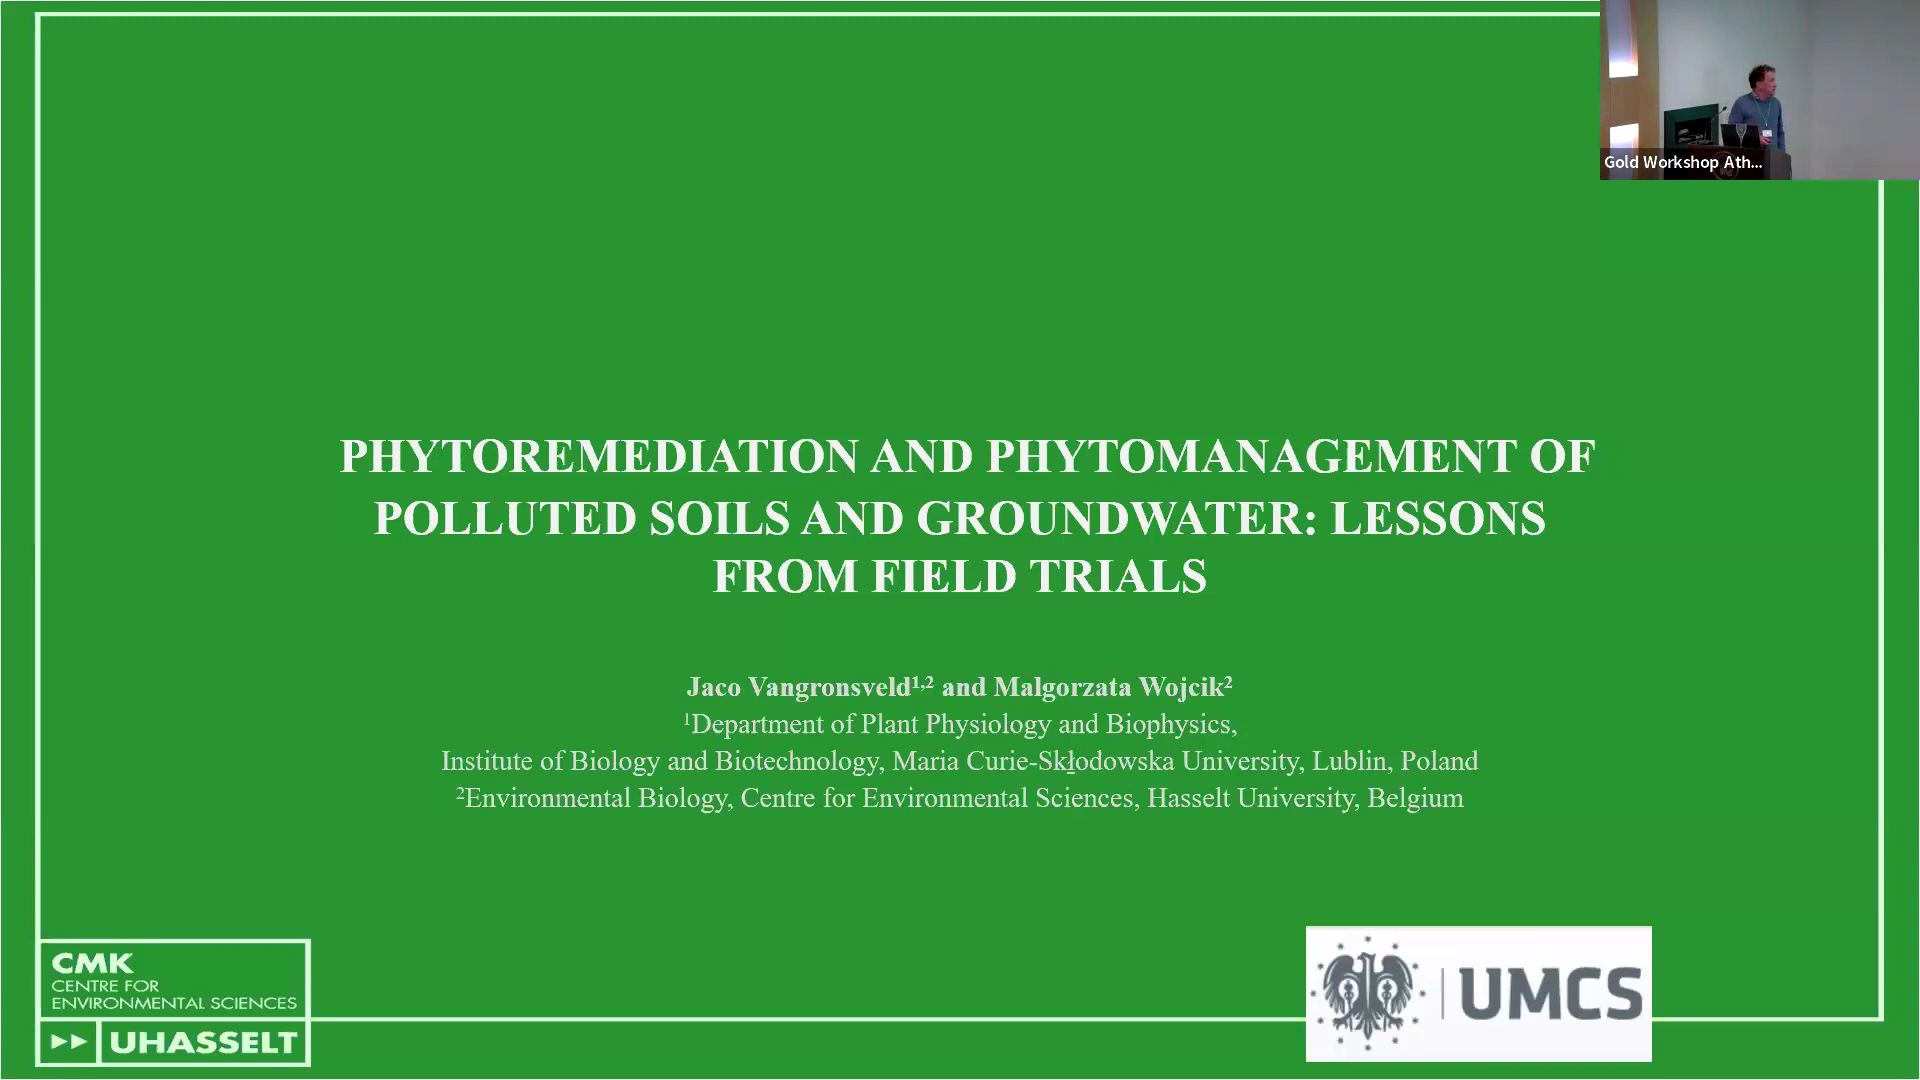 Gold Workshop Ath...
PHYTOREMEDIATION AND PHYTOMANAGEMENT OF
POLLUTED SOILS AND GROUNDWATER: LESSONS
FROM FIELD TRIALS
Jaco Vangronsveld¹,² and Malgorzata Wojcik²
¹Department of Plant Physiology and Biophysics,
Institute of Biology and Biotechnology, Maria Curie-Skłodowska University, Lublin, Poland
²Environmental Biology, Centre for Environmental Sciences, Hasselt University, Belgium
CMK
CENTRE FOR
ENVIRONMENTAL SCIENCES
UHASSELT
UMCS